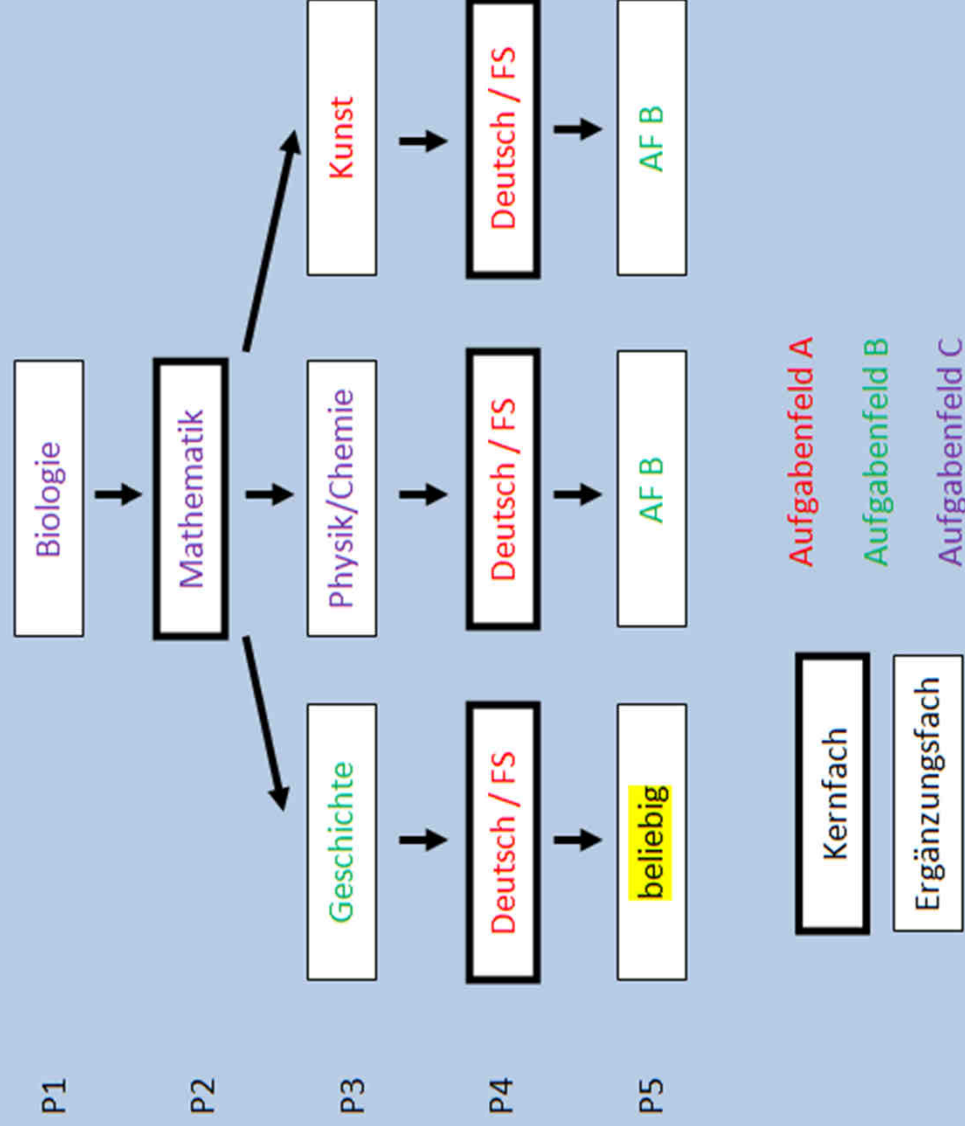 P1
Biologie
P2
Mathematik
P3
Geschichte
Physik/Chemie
Kunst
P4
Deutsch / FS
Deutsch / FS
Deutsch / FS
P5
beliebig
AF B
AF B
Kernfach
Aufgabenfeld A
Aufgabenfeld B
Ergänzungsfach
Aufgabenfeld C